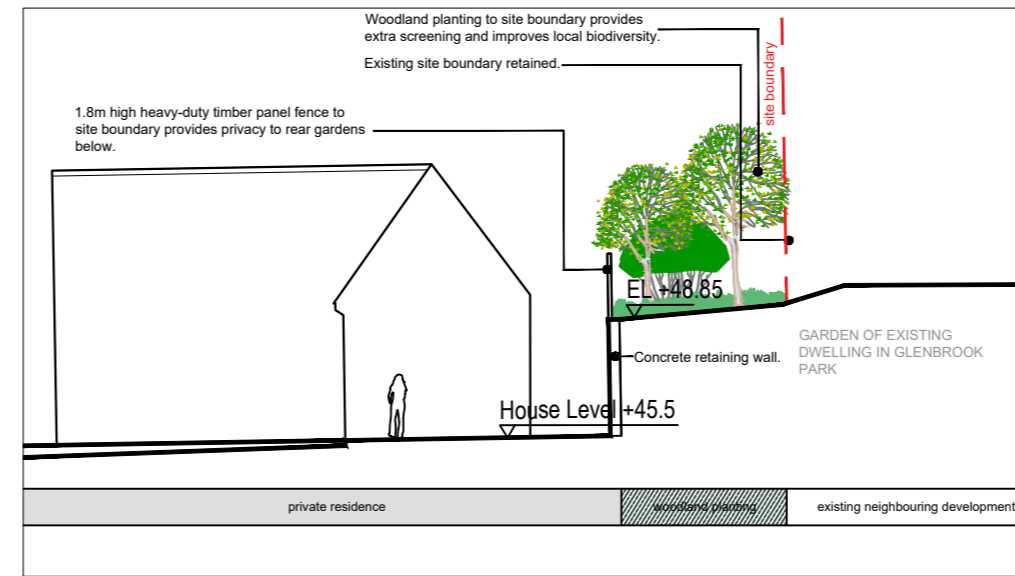 Woodland planting to site boundary provides
extra screening and improves local biodiversity.
Existing site boundary retained.
site boundary
1.8m high heavy-duty timber panel fence to
site boundary provides privacy to rear gardens
below.
EL +48.85
GARDEN OF EXISTING
DWELLING IN GLENBROOK
PARK
Concrete retaining wall.
House Level +45.5
private residence
woodland planting
existing neighbouring development